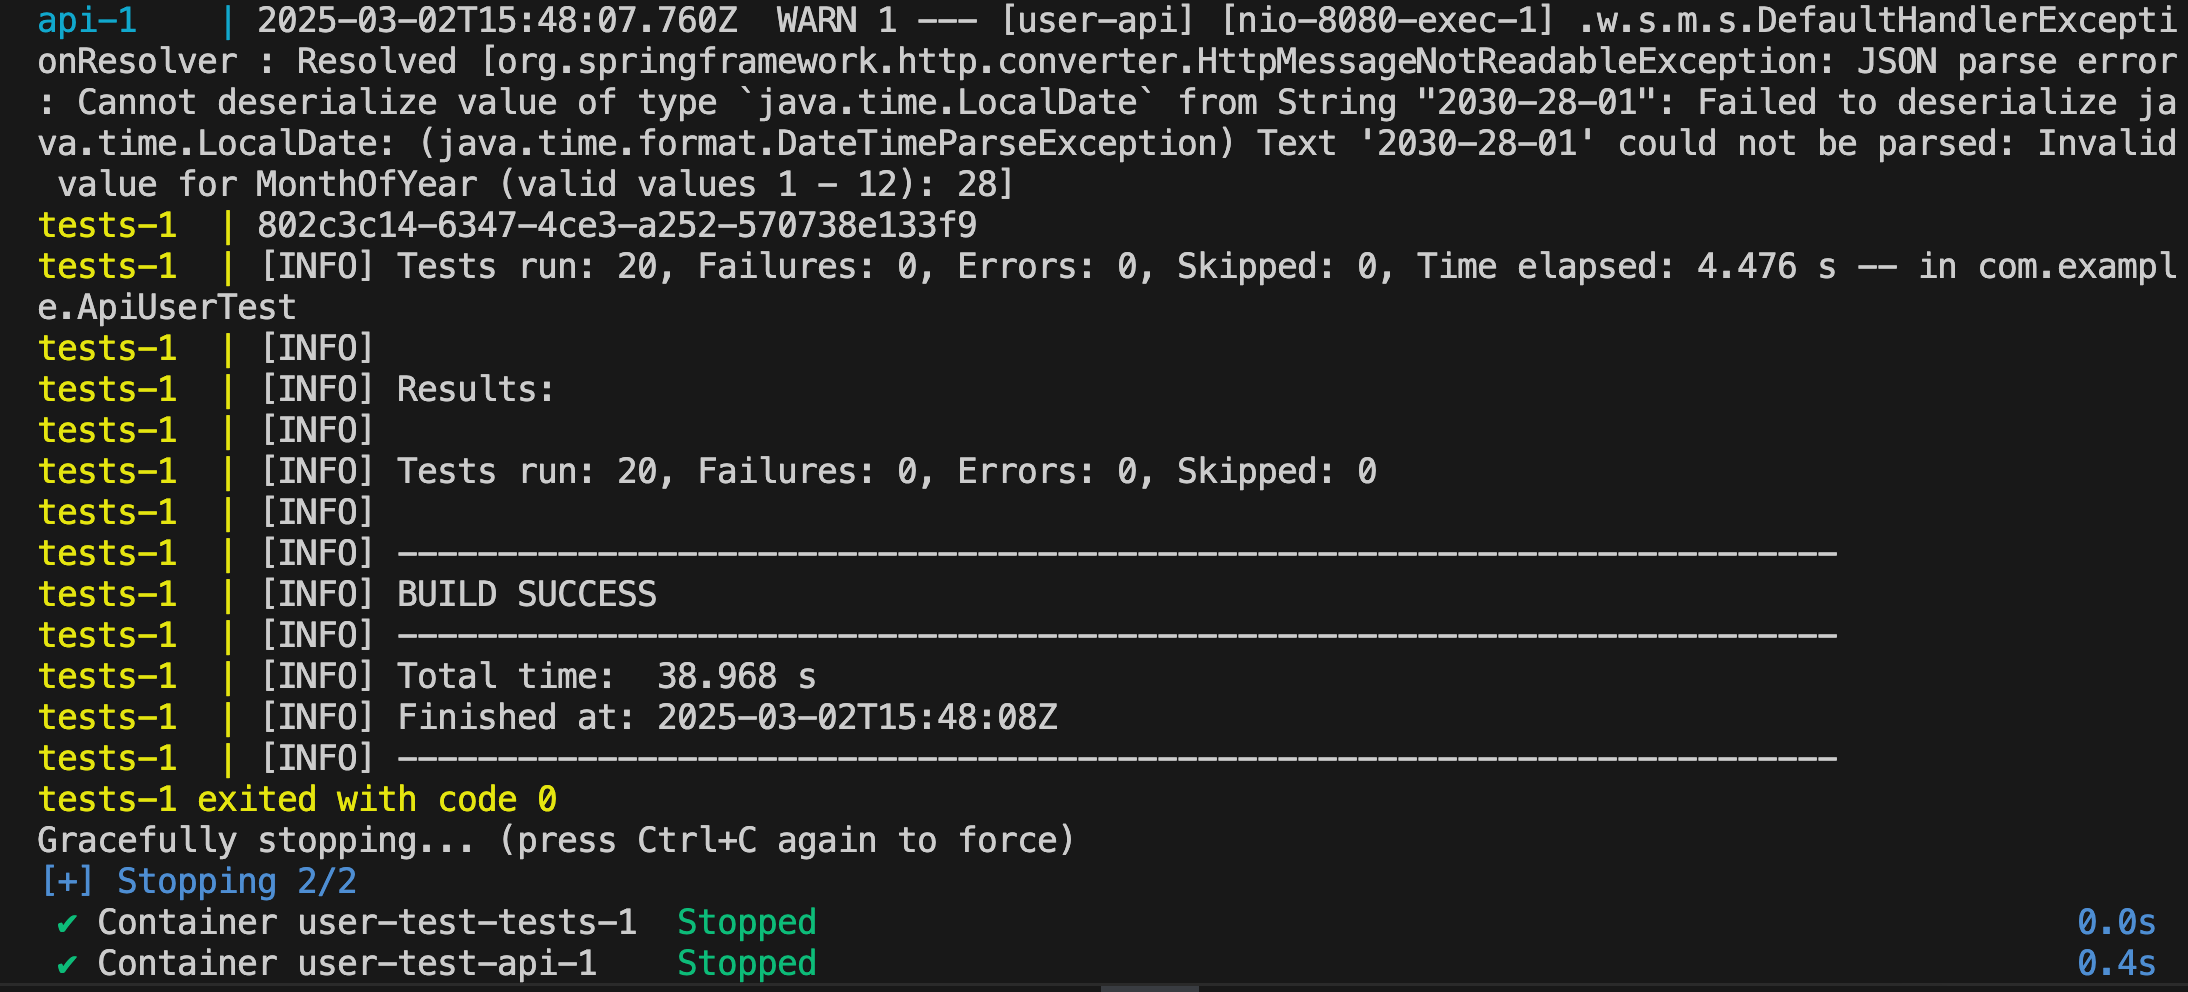 api-1    | 2025-03-02T15:48:07.760Z  WARN 1 --- [user-api] [nio-8080-exec-1] .w.s.m.s.DefaultHandlerExcepti
onResolver : Resolved [org.springframework.http.converter.HttpMessageNotReadableException: JSON parse error
: Cannot deserialize value of type `java.time.LocalDate` from String "2030-28-01": Failed to deserialize ja
va.time.LocalDate: (java.time.format.DateTimeParseException) Text '2030-28-01' could not be parsed: Invalid
 value for MonthOfYear (valid values 1 - 12): 28]
tests-1  | 802c3c14-6347-4ce3-a252-570738e133f9
tests-1  | [INFO] Tests run: 20, Failures: 0, Errors: 0, Skipped: 0, Time elapsed: 4.476 s -- in com.exampl
e.ApiUserTest
tests-1  | [INFO]
tests-1  | [INFO] Results:
tests-1  | [INFO]
tests-1  | [INFO] Tests run: 20, Failures: 0, Errors: 0, Skipped: 0
tests-1  | [INFO]
tests-1  | [INFO] ------------------------------------------------------------------------
tests-1  | [INFO] BUILD SUCCESS
tests-1  | [INFO] ------------------------------------------------------------------------
tests-1  | [INFO] Total time:  38.968 s
tests-1  | [INFO] Finished at: 2025-03-02T15:48:08Z
tests-1  | [INFO] ------------------------------------------------------------------------
tests-1 exited with code 0
Gracefully stopping... (press Ctrl+C again to force)
[+] Stopping 2/2
 ✔ Container user-test-tests-1  Stopped 0.0s
 ✔ Container user-test-api-1    Stopped 0.4s